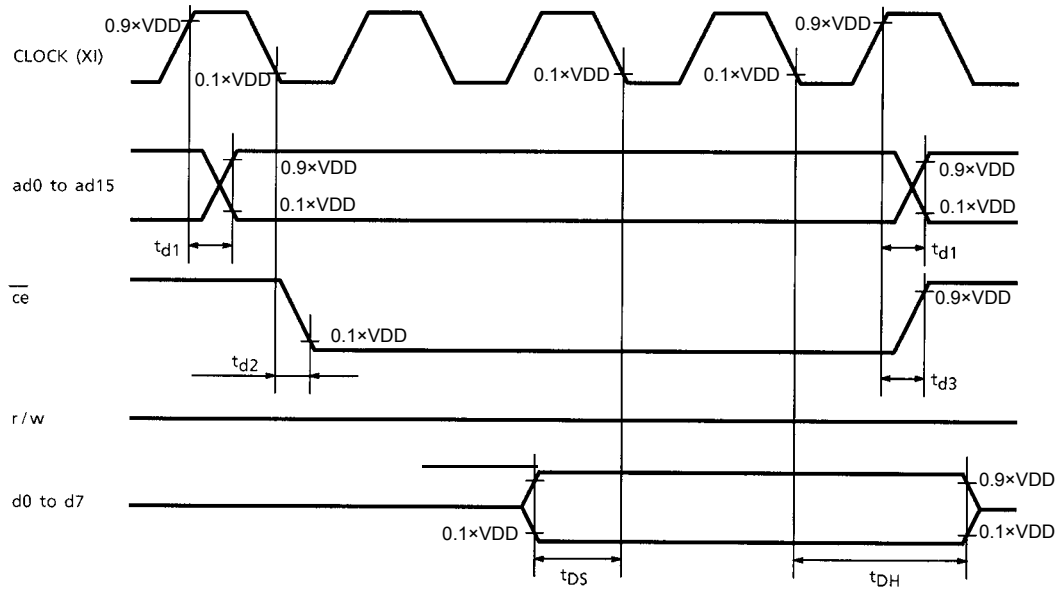 0.9×VDD
0.9×VDD
CLOCK (XI)
0.1×VDD
0.1×VDD
0.1×VDD
0.9×VDD
0.9×VDD
ad0 to ad15
0.1×VDD
0.1×VDD
td1
td1
ce
0.9×VDD
0.1×VDD
td2
td3
r/w
0.9×VDD
d0 to d7
0.1×VDD
0.1×VDD
tDS
tDH